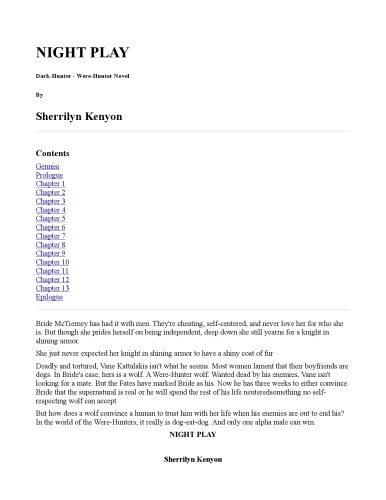 NIGHT PLAY
Dark-Hunter - Were-Hunter Novel
By
Sherrilyn Kenyon
Contents
Gennisi
Prologue
Chapter 1
Chapter 2
Chapter 3
Chapter 4
Chapter 5
Chapter 6
Chapter 7
Chapter 8
Chapter 9
Chapter 10
Chapter 11
Chapter 12
Chapter 13
Epilogue
Bride McTierney has had it with men. They're cheating, self-centered, and never love her for who she
is. But though she prides herself on being independent, deep down she still yearns for a knight in
shining armor.
She just never expected her knight in shining armor to have a shiny coat of fur
Deadly and tortured, Vane Kattalakis isn't what he seems. Most women lament that their boyfriends are
dogs. In Bride's case, hers is a wolf. A Were-Hunter wolf. Wanted dead by his enemies, Vane isn't
looking for a mate. But the Fates have marked Bride as his. Now he has three weeks to either convince
Bride that the supernatural is real or he will spend the rest of his life neuteredsomething no self-
respecting wolf can accept
But how does a wolf convince a human to trust him with her life when his enemies are out to end his?
In the world of the Were-Hunters, it really is dog-eat-dog. And only one alpha male can win.
NIGHT PLAY
Sherrilyn Kenyon